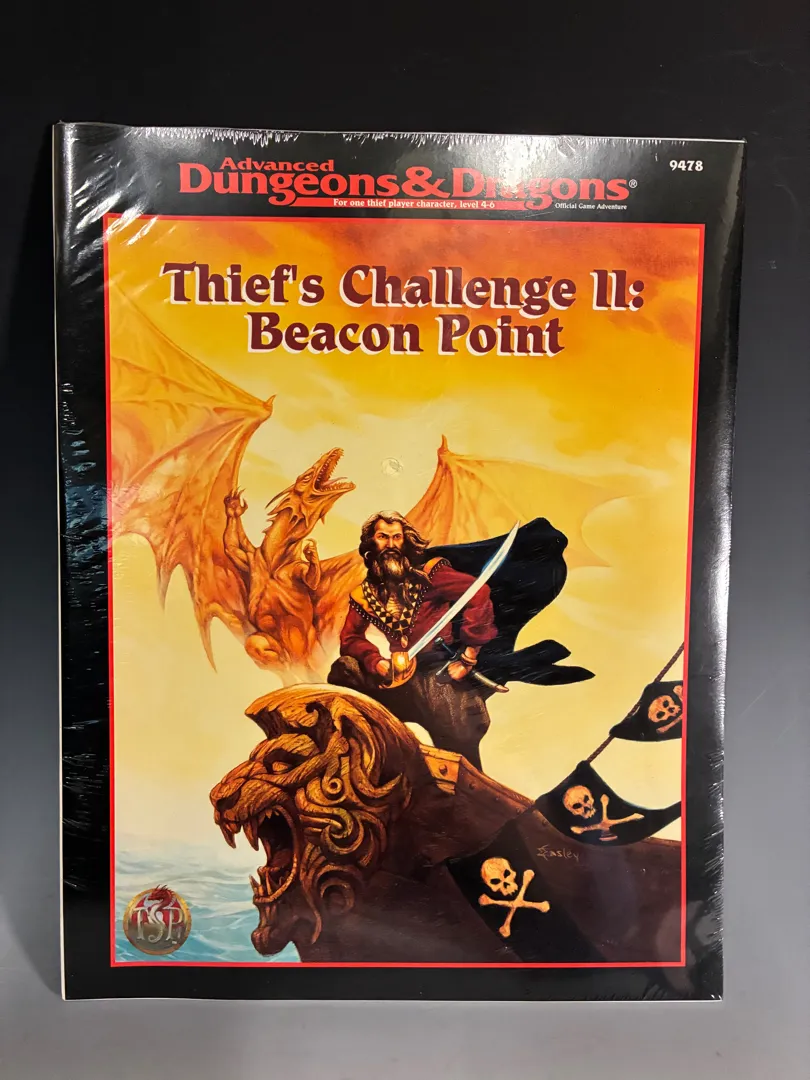 Advanced
Dungeons & Dragons®
9478
For one thief player character, level 4-6
Official Game Adventure
Thief's Challenge II:
Beacon Point
Easley
TSR